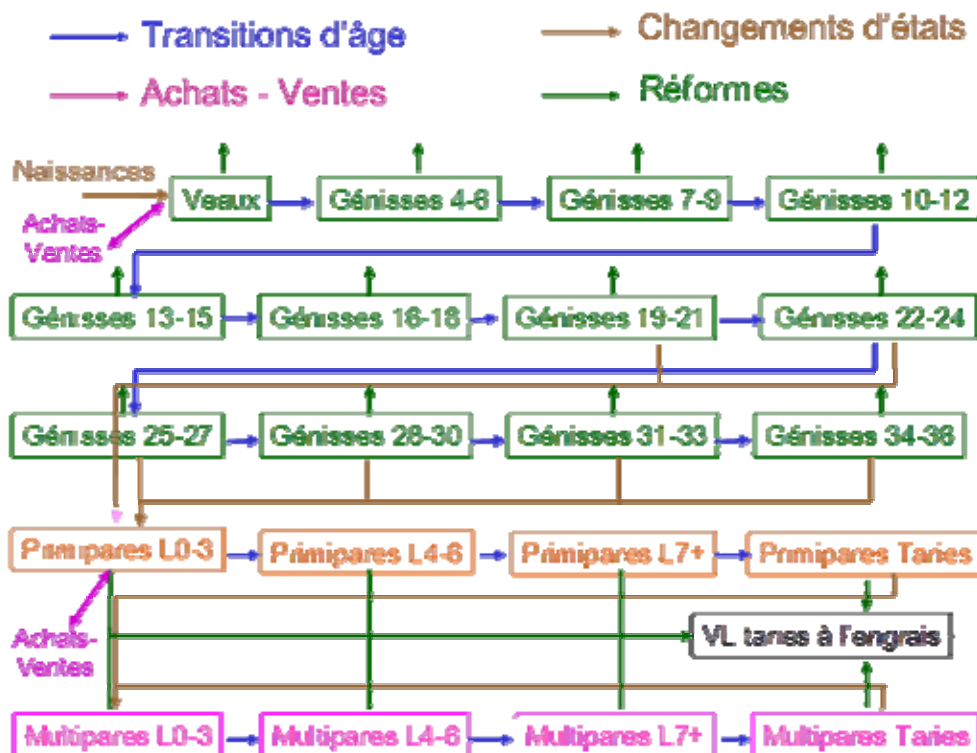 Transitions d'âge
Changements d'états
Achats - Ventes
Réformes
Naissances
Veaux
Génisses 4-6
Génisses 7-9
Génisses 10-12
Achats-
Ventes
Génisses 13-15
Génisses 16-18
Génisses 19-21
Génisses 22-24
Génisses 25-27
Génisses 28-30
Génisses 31-33
Génisses 34-36
Primipares L0-3
Primipares L4-6
Primipares L7+
Primipares Taries
Achats-
Ventes
VL taries à l'engrais
Multipares L0-3
Multipares L4-6
Multipares L7+
Multipares Taries